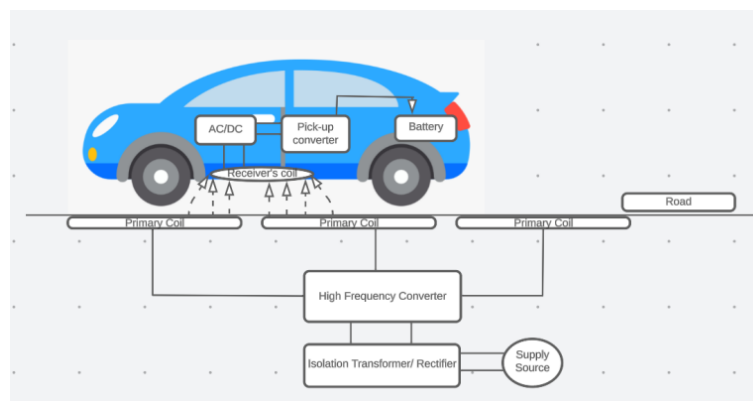 AC/DC
Pick-up
converter
Battery
Receiver's coil
Road
Primary Coil
Primary Coil
Primary Coil
High Frequency Converter
Isolation Transformer/ Rectifier
Supply
Source